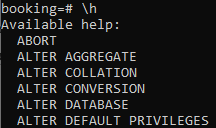 booking=# \h
Available help:
ABORT
ALTER AGGREGATE
ALTER COLLATION
ALTER CONVERSION
ALTER DATABASE
ALTER DEFAULT PRIVILEGES